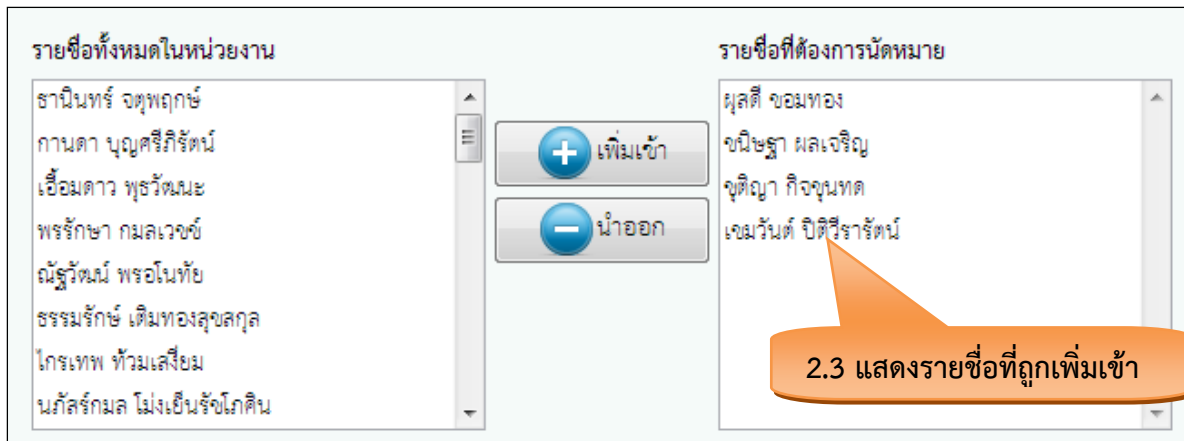 รายชื่อทั้งหมดในหน่วยงาน
ธานินทร์ จตุพฤกษ์
กานดา บุญศรีภิรัตน์
เอื้อมดาว พุธวัฒนะ
พรรักษา กมลเวชช์
ณัฐวัฒน์ พรอโนทัย
ธรรมรักษ์ เติมทองสุขสกุล
ไกรเทพ ท้วมเสงี่ยม
นภัสร์กมล โม่งเย็นรัชโภคิน
เพิ่มเข้า
นำออก
รายชื่อที่ต้องการนัดหมาย
ผุสดี ขอมทอง
ขนิษฐา ผลเจริญ
ชุติญา กิจขุนทด
เขมวันต์ ปิติวีรารัตน์
2.3 แสดงรายชื่อที่ถูกเพิ่มเข้า